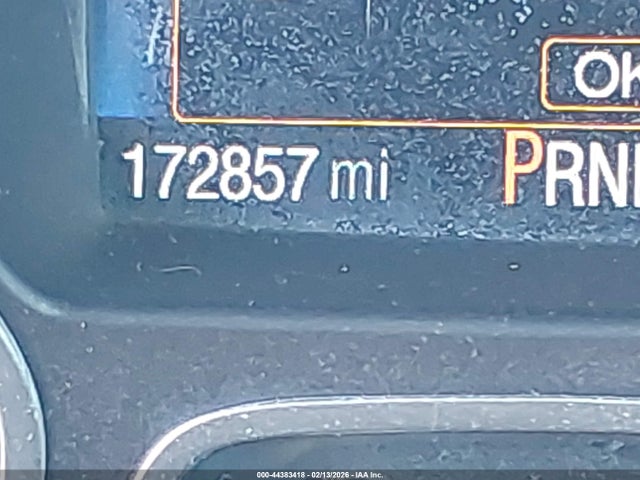 OK
172857 mi PRN
000-44383418 - 02/13/2026 - IAA Inc.